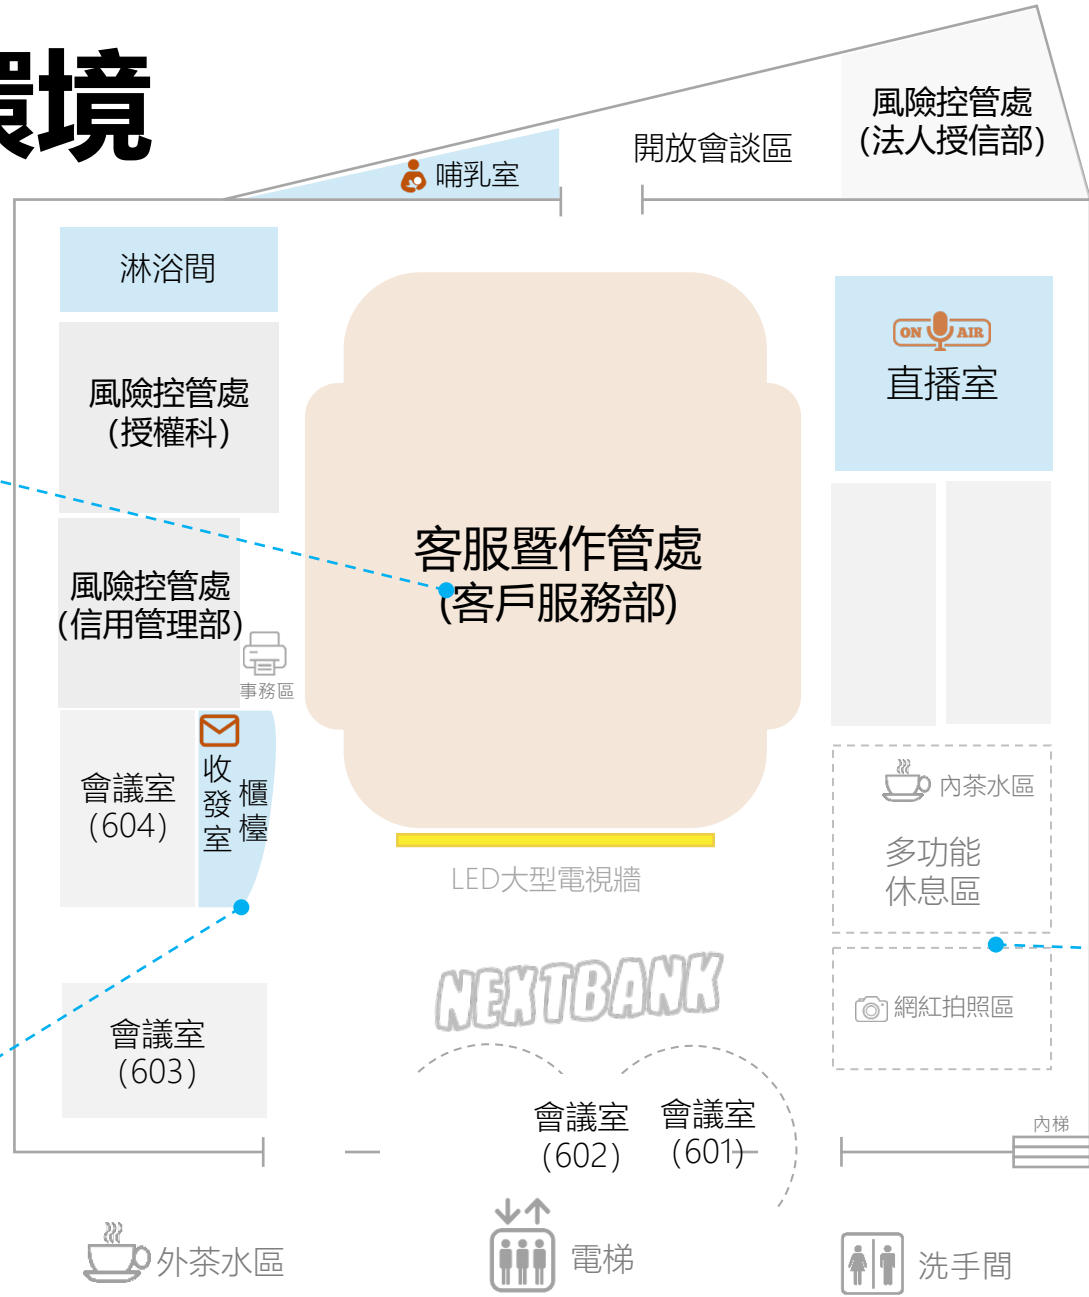 環境
風險控管處
(法人授信部)
開放會談區
哺乳室
淋浴間
ON AIR
直播室
風險控管處
(授權科)
客服暨作管處
(客戶服務部)
風險控管處
(信用管理部)
事務區
會議室
(604)
收發室
櫃檯
內茶水區
多功能
休息區
LED大型電視牆
NEXTBANK
網紅拍照區
會議室
(603)
會議室
(602)
會議室
(601)
內梯
外茶水區
電梯
洗手間